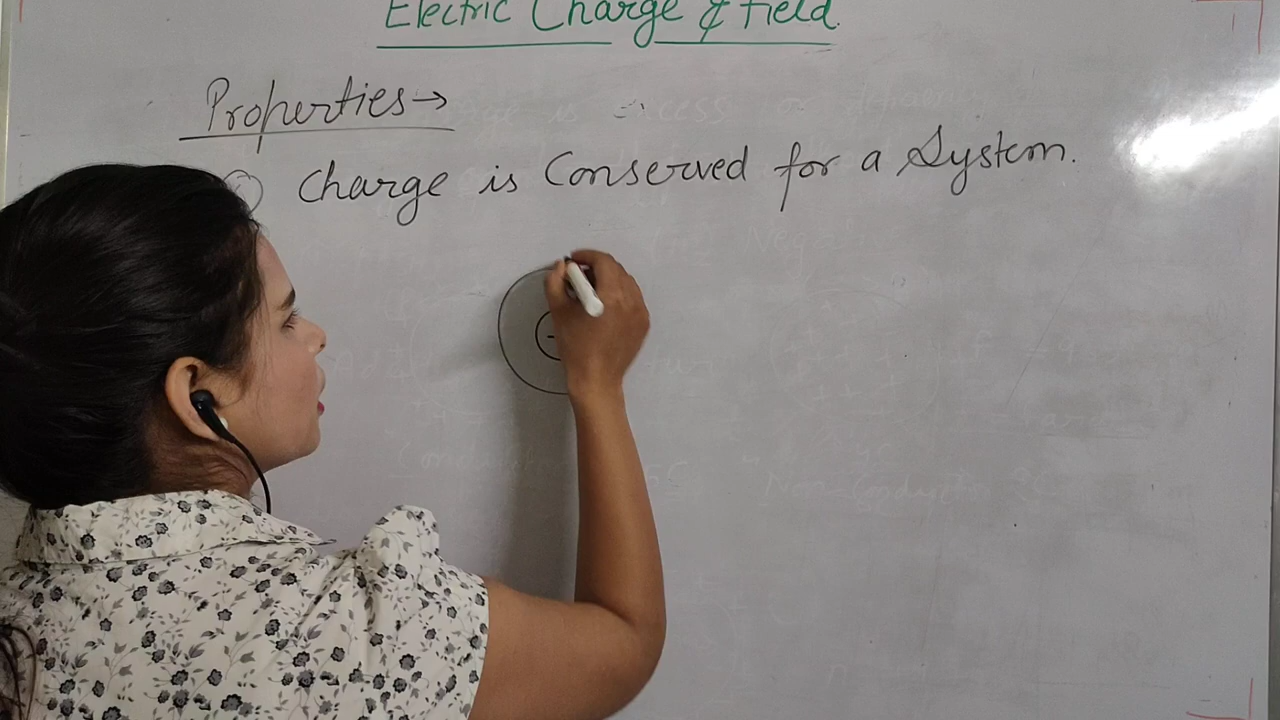 Electric Charge & Field.
Properties →
① Charge is Conserved for a System.